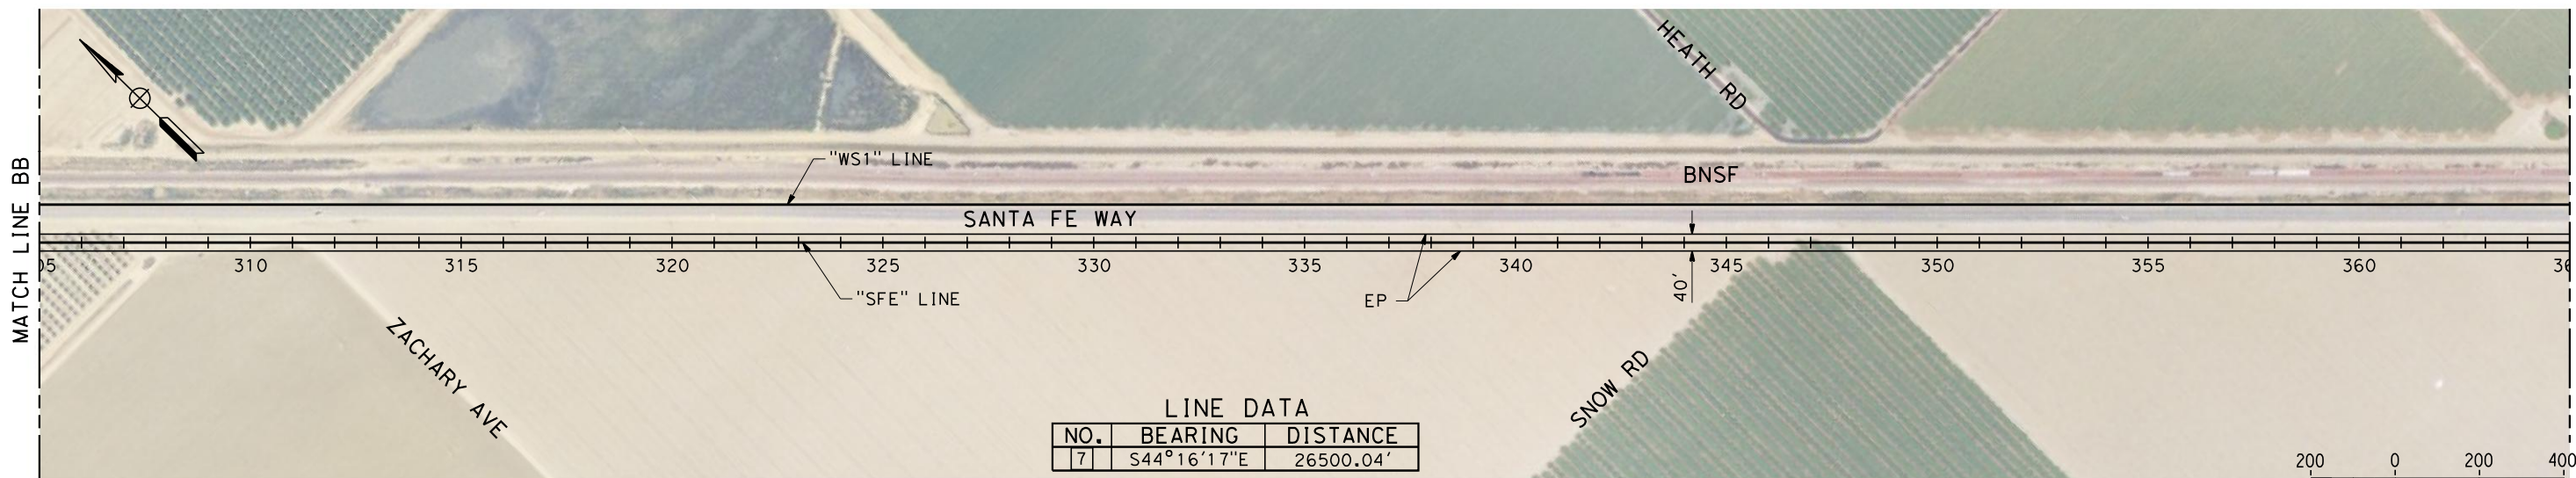 HEATH RD
MATCH LINE BB
"WS1" LINE
BNSF
SANTA FE WAY
310 315 320 325 330 335 340 345 350 355 360
"SFE" LINE
EP
40'
ZACHARY AVE
SNOW RD
LINE DATA
NO. BEARING DISTANCE
7 S44°16'17"E 26500.04'
200 0 200 400